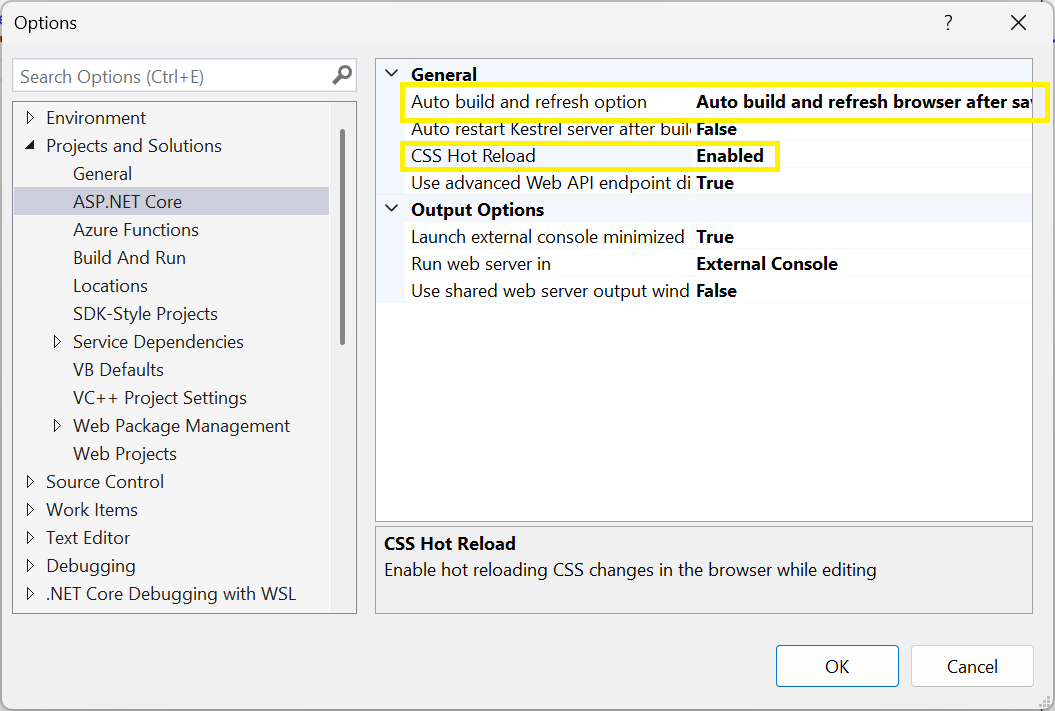 Options
?
Search Options (Ctrl+E)
Environment
Projects and Solutions
General
ASP.NET Core
Azure Functions
Build And Run
Locations
SDK-Style Projects
Service Dependencies
VB Defaults
VC++ Project Settings
Web Package Management
Web Projects
Source Control
Work Items
Text Editor
Debugging
.NET Core Debugging with WSL
General
Auto build and refresh option Auto build and refresh browser after sa
Auto restart Kestrel server after buil False
CSS Hot Reload Enabled
Use advanced Web API endpoint di True
Output Options
Launch external console minimized True
Run web server in External Console
Use shared web server output wind False
CSS Hot Reload
Enable hot reloading CSS changes in the browser while editing
OK Cancel